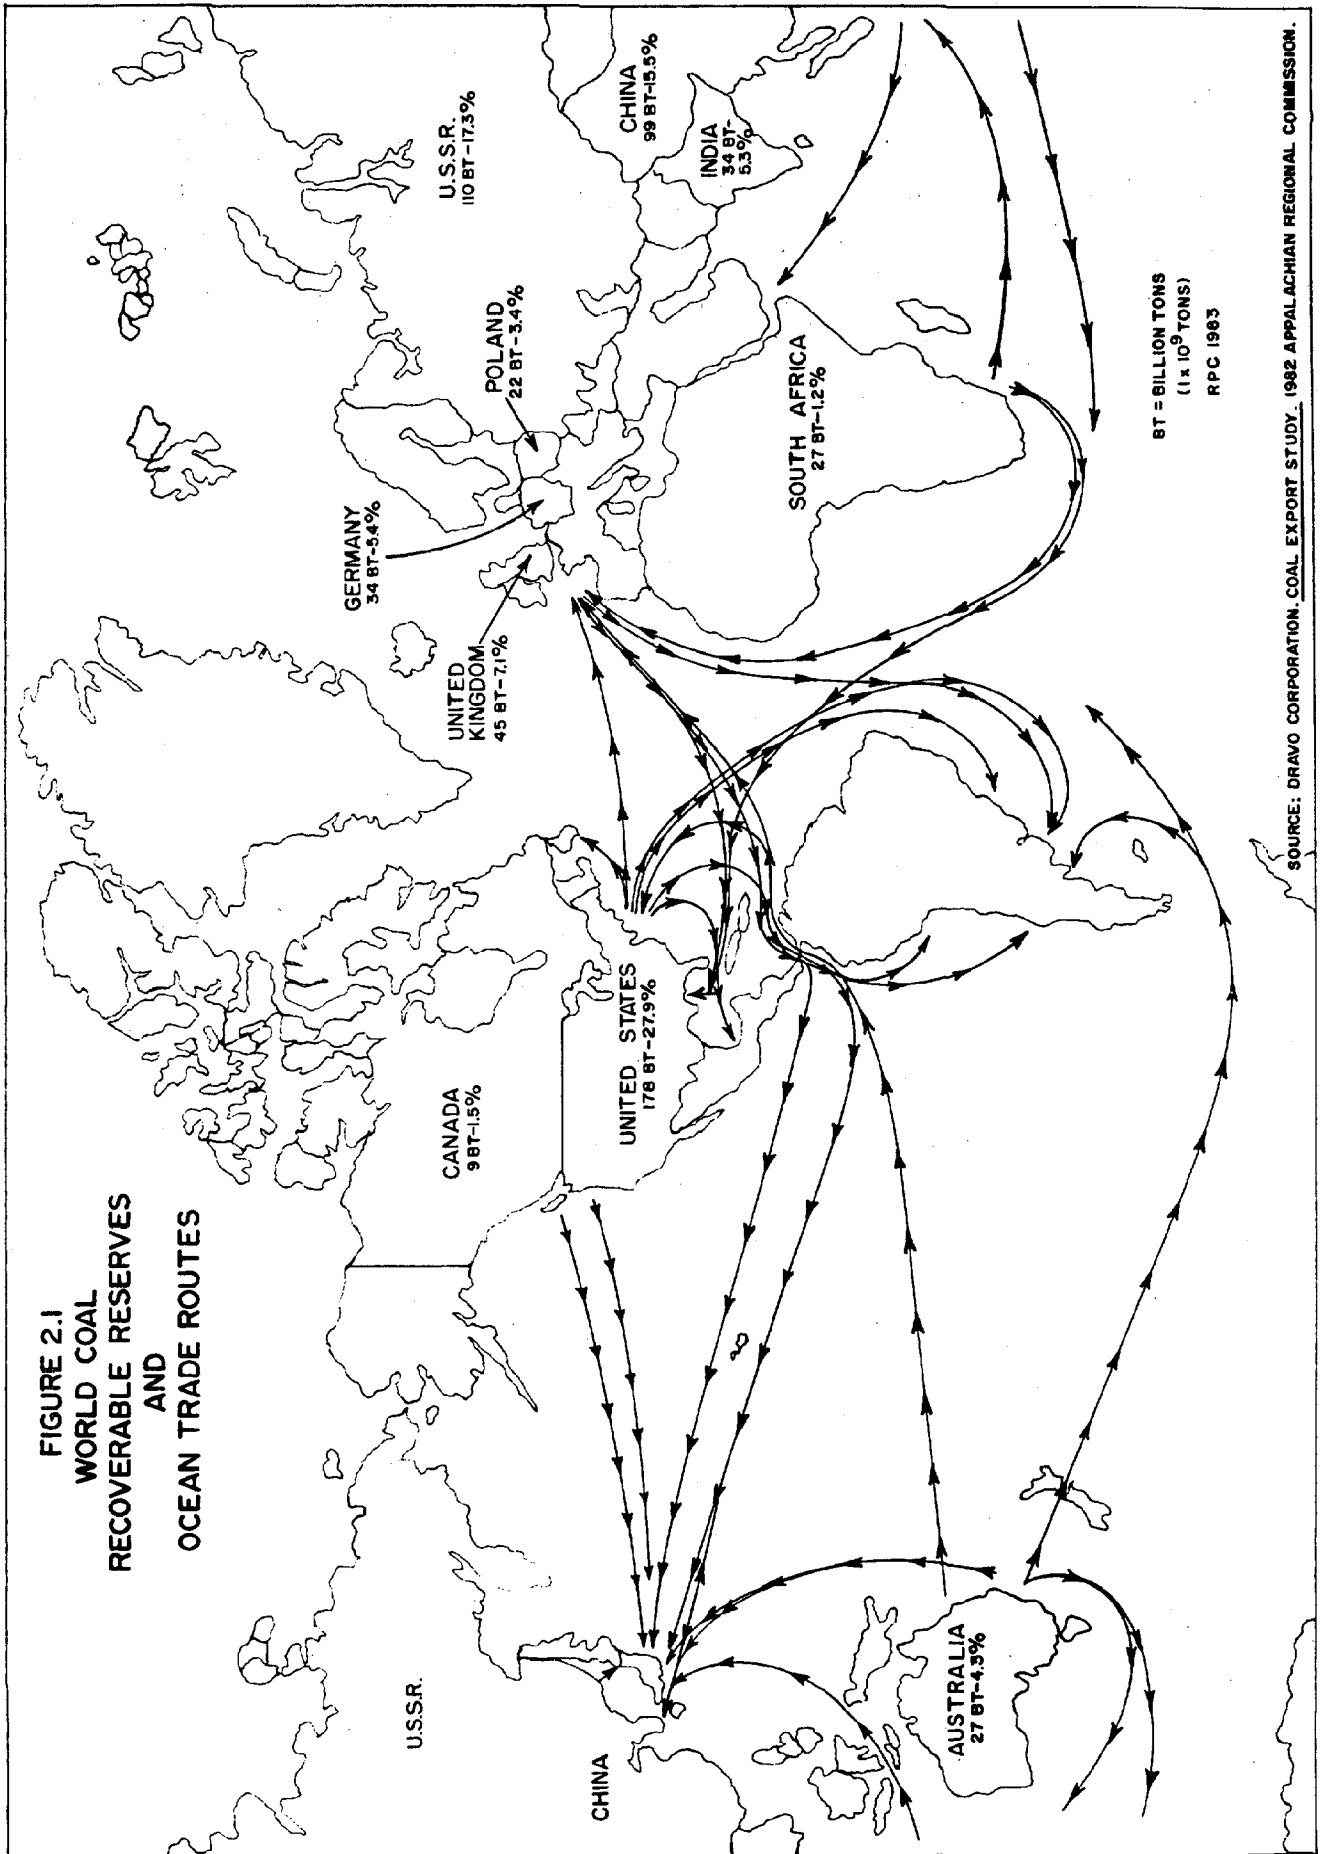 FIGURE 2.1
WORLD COAL
RECOVERABLE RESERVES
AND
OCEAN TRADE ROUTES
U.S.S.R.
CHINA
AUSTRALIA
27 BT-4.3%
CANADA
9 BT-1.5%
UNITED STATES
178 BT-27.9%
UNITED
KINGDOM
45 BT-7.1%
GERMANY
34 BT-5.4%
POLAND
22 BT-3.4%
U.S.S.R.
110 BT-17.3%
CHINA
99 BT-15.5%
INDIA
34 BT-
5.3%
SOUTH AFRICA
27 BT-1.2%
BT = BILLION TONS
(1 x 10⁹ TONS)
RPC 1983
SOURCE: DRAVO CORPORATION. COAL EXPORT STUDY. 1982 APPALACHIAN REGIONAL COMMISSION.